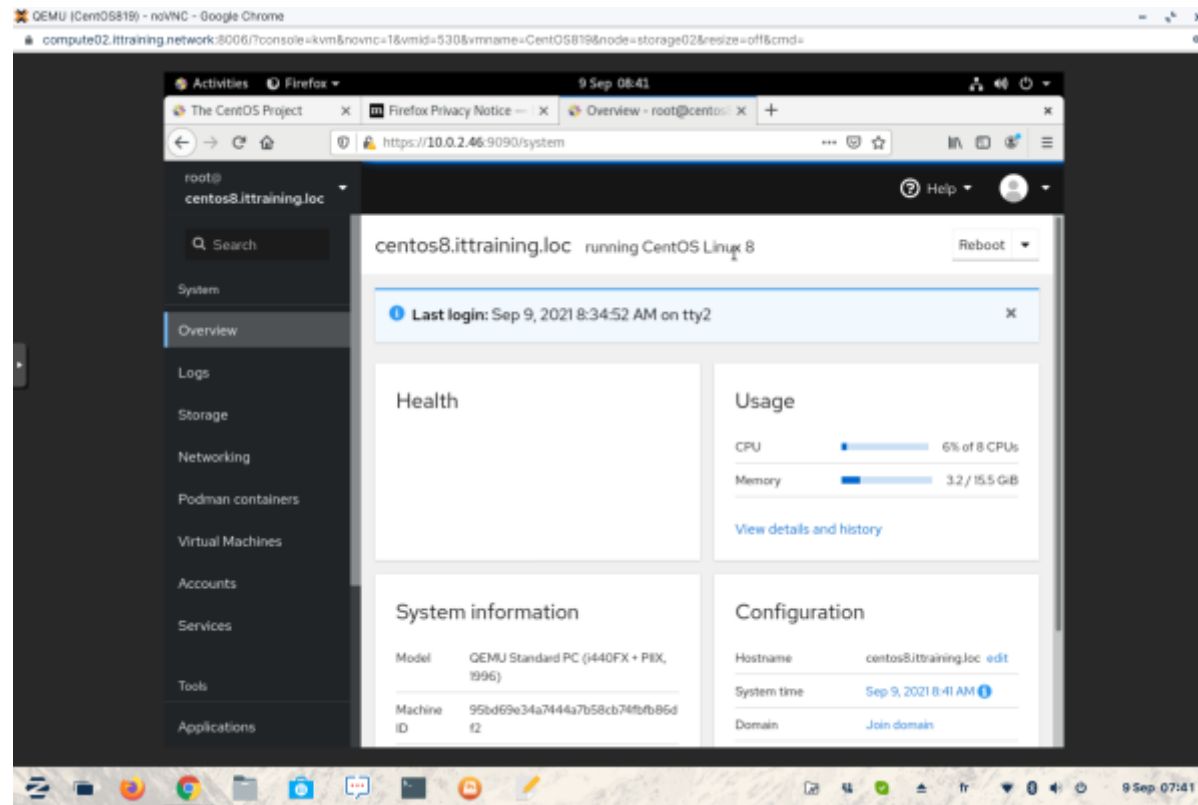 QEMU (CentOS819) - noVNC - Google Chrome
compute02.ittraining.network:8006/?console=kvm&novnc=1&vmid=530&vmname=CentOS819&node=storage02&resize=off&cmd=
Activities Firefox 9 Sep 08:41
The CentOS Project Firefox Privacy Notice — Overview - root@centos
https://10.0.2.46:9090/system
root@
centos8.ittraining.loc
Help
Search
centos8.ittraining.loc running CentOS Linux 8
Reboot
System
Last login: Sep 9, 2021 8:34:52 AM on tty2
Overview
Logs
Storage
Networking
Podman containers
Virtual Machines
Accounts
Services
Tools
Applications
Health
Usage
CPU 6% of 8 CPUs
Memory 3.2 / 15.5 GiB
View details and history
System information
Model QEMU Standard PC (i440FX + PIIX,
1996)
Machine 95bd69e34a7444a7b58cb74fbfb86d
ID f2
Configuration
Hostname centos8.ittraining.loc edit
System time Sep 9, 2021 8:41 AM
Domain Join domain
fr 9 Sep 07:41